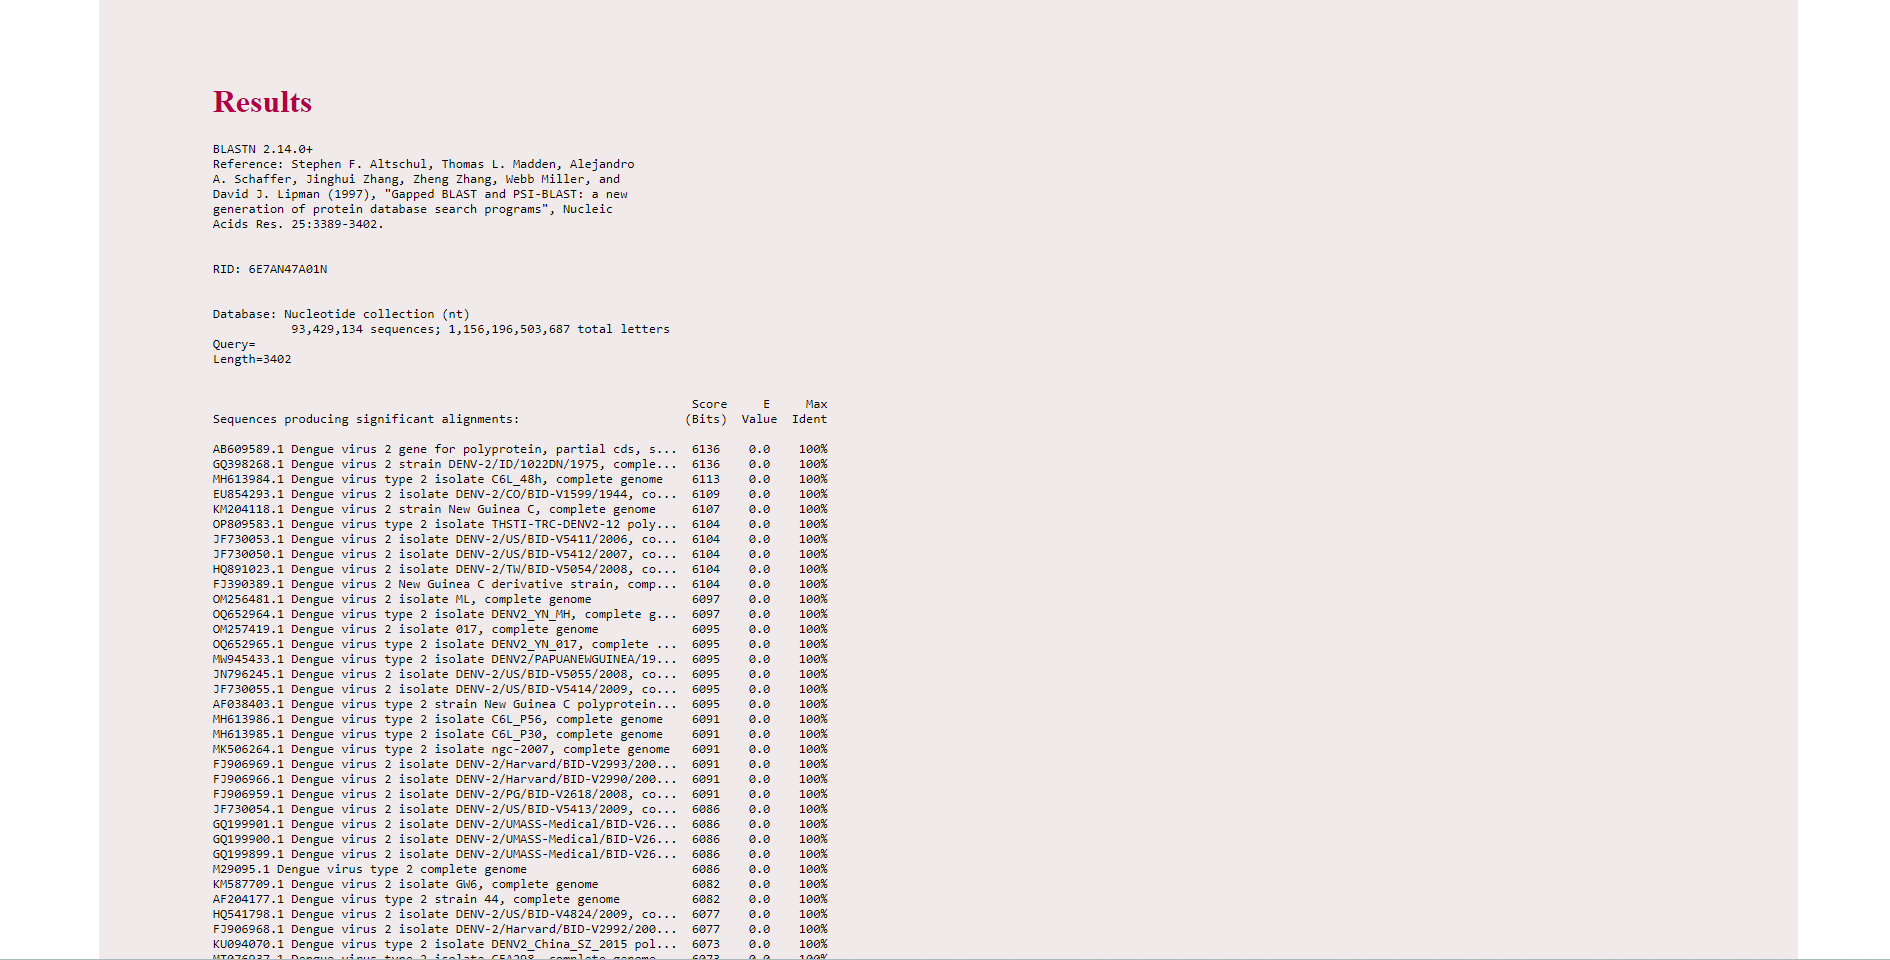 Results
BLASTN 2.14.0+
Reference: Stephen F. Altschul, Thomas L. Madden, Alejandro
A. Schaffer, Jinghui Zhang, Zheng Zhang, Webb Miller, and
David J. Lipman (1997), "Gapped BLAST and PSI-BLAST: a new
generation of protein database search programs", Nucleic
Acids Res. 25:3389-3402.
RID: 6E7AN47A01N
Database: Nucleotide collection (nt)
93,429,134 sequences; 1,156,196,503,687 total letters
Query=
Length=3402
Score E Max
Sequences producing significant alignments: (Bits) Value Ident
AB609589.1 Dengue virus 2 gene for polyprotein, partial cds, s... 6136 0.0 100%
GQ398268.1 Dengue virus 2 strain DENV-2/ID/1022DN/1975, comple... 6136 0.0 100%
MH613984.1 Dengue virus type 2 isolate C6L_48h, complete genome 6113 0.0 100%
EU854293.1 Dengue virus 2 isolate DENV-2/CO/BID-V1599/1944, co... 6109 0.0 100%
KM204118.1 Dengue virus 2 strain New Guinea C, complete genome 6107 0.0 100%
OP809583.1 Dengue virus type 2 isolate THSTI-TRC-DENV2-12 poly... 6104 0.0 100%
JF730053.1 Dengue virus 2 isolate DENV-2/US/BID-V5411/2006, co... 6104 0.0 100%
JF730050.1 Dengue virus 2 isolate DENV-2/US/BID-V5412/2007, co... 6104 0.0 100%
HQ891023.1 Dengue virus 2 isolate DENV-2/TW/BID-V5054/2008, co... 6104 0.0 100%
FJ390389.1 Dengue virus 2 New Guinea C derivative strain, comp... 6104 0.0 100%
OM256481.1 Dengue virus 2 isolate ML, complete genome 6097 0.0 100%
OQ652964.1 Dengue virus type 2 isolate DENV2_YN_MH, complete g... 6097 0.0 100%
OM257419.1 Dengue virus 2 isolate 017, complete genome 6095 0.0 100%
OQ652965.1 Dengue virus type 2 isolate DENV2_YN_017, complete ... 6095 0.0 100%
MW945433.1 Dengue virus type 2 isolate DENV2/PAPUANEWGUINEA/19... 6095 0.0 100%
JN796245.1 Dengue virus 2 isolate DENV-2/US/BID-V5055/2008, co... 6095 0.0 100%
JF730055.1 Dengue virus 2 isolate DENV-2/US/BID-V5414/2009, co... 6095 0.0 100%
AF038403.1 Dengue virus type 2 strain New Guinea C polyprotein... 6095 0.0 100%
MH613986.1 Dengue virus type 2 isolate C6L_P56, complete genome 6091 0.0 100%
MH613985.1 Dengue virus type 2 isolate C6L_P30, complete genome 6091 0.0 100%
MK506264.1 Dengue virus type 2 isolate ngc-2007, complete genome 6091 0.0 100%
FJ906969.1 Dengue virus 2 isolate DENV-2/Harvard/BID-V2993/200... 6091 0.0 100%
FJ906966.1 Dengue virus 2 isolate DENV-2/Harvard/BID-V2990/200... 6091 0.0 100%
FJ906959.1 Dengue virus 2 isolate DENV-2/PG/BID-V2618/2008, co... 6091 0.0 100%
JF730054.1 Dengue virus 2 isolate DENV-2/US/BID-V5413/2009, co... 6086 0.0 100%
GQ199901.1 Dengue virus 2 isolate DENV-2/UMASS-Medical/BID-V26... 6086 0.0 100%
GQ199900.1 Dengue virus 2 isolate DENV-2/UMASS-Medical/BID-V26... 6086 0.0 100%
GQ199899.1 Dengue virus 2 isolate DENV-2/UMASS-Medical/BID-V26... 6086 0.0 100%
M29095.1 Dengue virus type 2 complete genome 6086 0.0 100%
KM587709.1 Dengue virus 2 isolate GW6, complete genome 6082 0.0 100%
AF204177.1 Dengue virus type 2 strain 44, complete genome 6082 0.0 100%
HQ541798.1 Dengue virus 2 isolate DENV-2/US/BID-V4824/2009, co... 6077 0.0 100%
FJ906968.1 Dengue virus 2 isolate DENV-2/Harvard/BID-V2992/200... 6077 0.0 100%
KU094070.1 Dengue virus type 2 isolate DENV2_China_SZ_2015 pol... 6073 0.0 100%
Dengue virus type 2 isolate complete genome 6073 0.0 100%